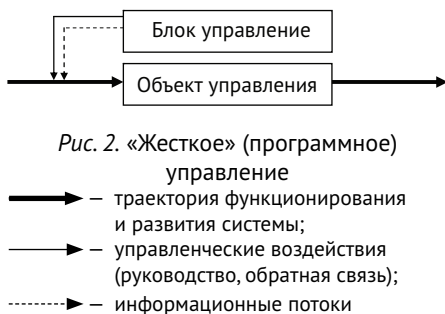 Блок управление
Объект управления
Рис. 2. «Жесткое» (программное)
управление
– траектория функционирования
и развития системы;
– управленческие воздействия
(руководство, обратная связь);
– информационные потоки